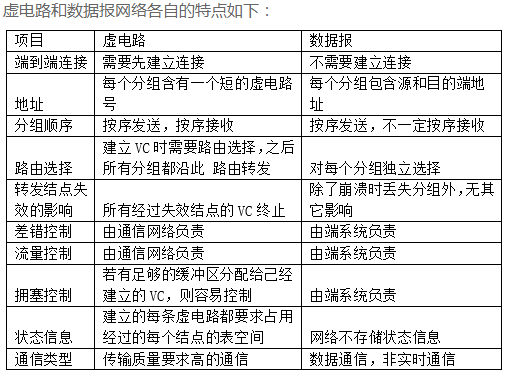 虚电路和数据报网络各自的特点如下：
项目 虚电路 数据报
端到端连接 需要先建立连接 不需要建立连接
地址 每个分组含有一个短的虚电路号 每个分组包含源和目的端地址
分组顺序 按序发送，按序接收 按序发送，不一定按序接收
路由选择 建立 VC 时需要路由选择，之后所有分组都沿此 路由转发 对每个分组独立选择
转发结点失效的影响 所有经过失效结点的 VC 终止 除了崩溃时丢失分组外，无其它影响
差错控制 由通信网络负责 由端系统负责
流量控制 由通信网络负责 由端系统负责
拥塞控制 若有足够的缓冲区分配给己经建立的 VC，则容易控制 由端系统负责
状态信息 建立的每条虚电路都要求占用经过的每个结点的表空间 网络不存储状态信息
通信类型 传输质量要求高的通信 数据通信，非实时通信